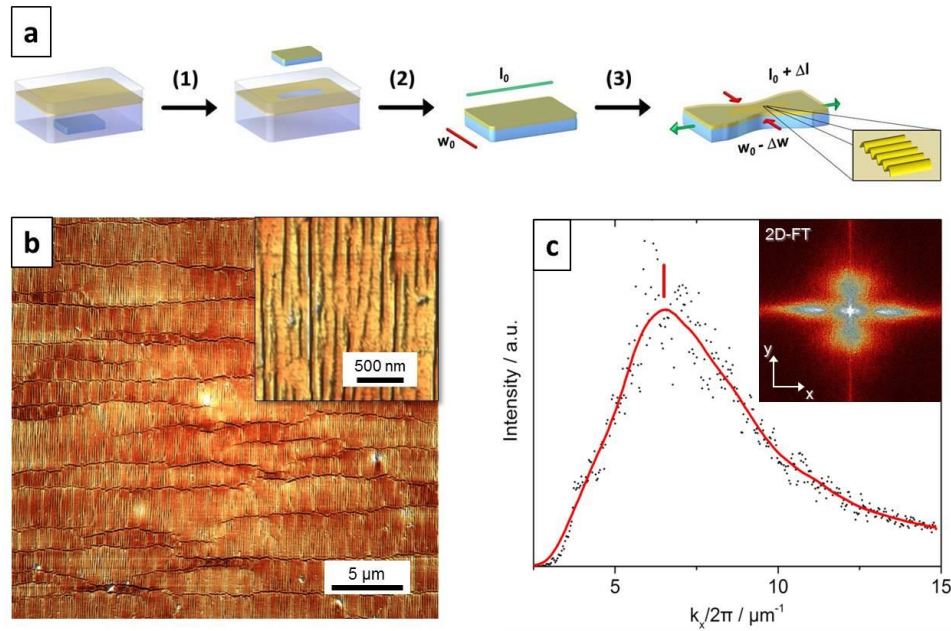 a
(1)
(2)
(3)
l₀
w₀
l₀ + Δl
w₀ - Δw
b
500 nm
5 µm
c
2D-FT
y
x
Intensity / a.u.
5
10
15
kₓ/2π / µm⁻¹